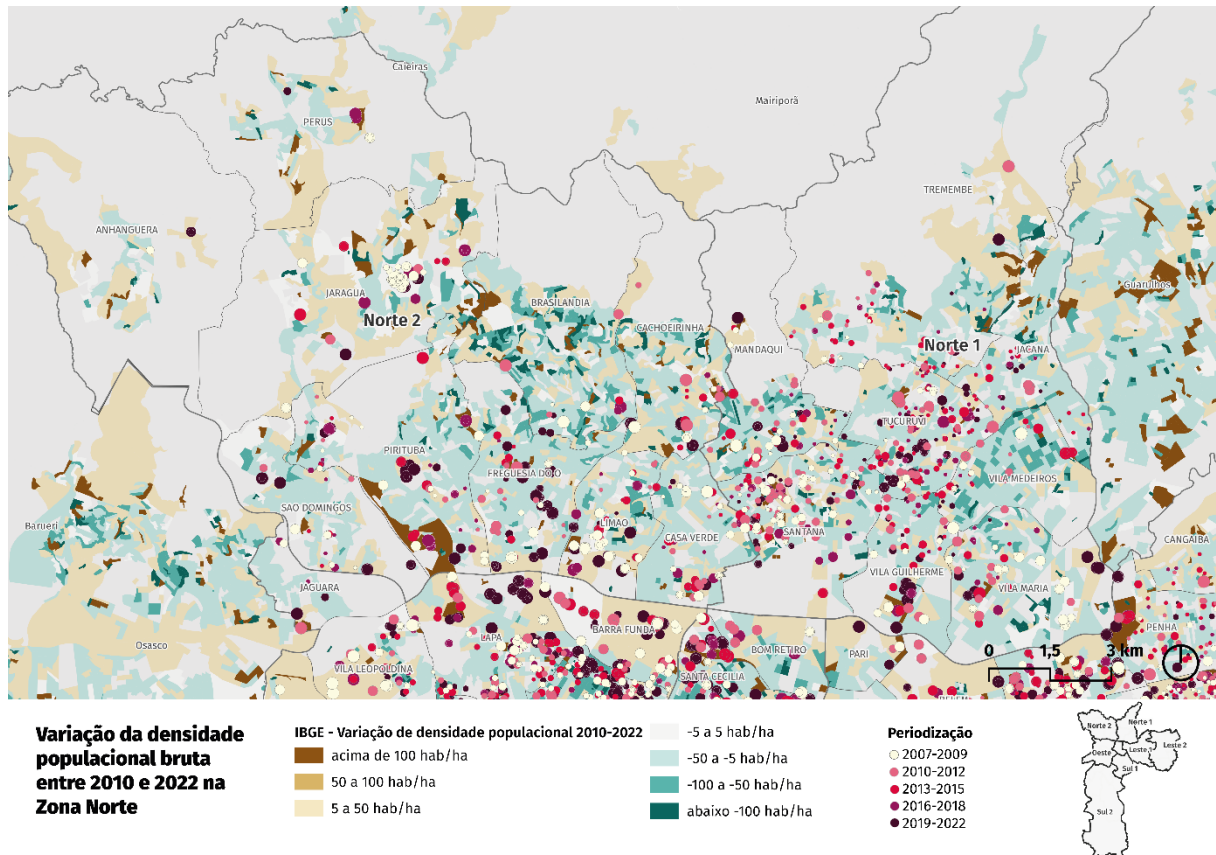 Caieiras
Mairiporã
PERUS
TREMEMBE
ANHANGUERA
Guarulhos
JARAGUA
BRASILANDIA
Norte 2
CACHOEIRINHA
MANDAQUI
Norte 1
JAÇANA
TUCURUVI
PIRITUBA
FREGUESIA DO O
VILA MEDEIROS
SAO DOMINGOS
Barueri
LIMAO
CASA VERDE
SANTANA
CANGAIBA
VILA GUILHERME
JAGUARA
VILA MARIA
Osasco
LAPA
BARRA FUNDA
PENHA
BOM RETIRO
PARI
VILA LEOPOLDINA
SANTA CECILIA
0 1,5 3 km
Variação da densidade
populacional bruta
entre 2010 e 2022 na
Zona Norte
IBGE - Variação de densidade populacional 2010-2022
acima de 100 hab/ha
50 a 100 hab/ha
5 a 50 hab/ha
-5 a 5 hab/ha
-50 a -5 hab/ha
-100 a -50 hab/ha
abaixo -100 hab/ha
Periodização
2007-2009
2010-2012
2013-2015
2016-2018
2019-2022
Norte 2
Norte 1
Oeste
Leste 1
Leste 2
Sul 1
Sul 2